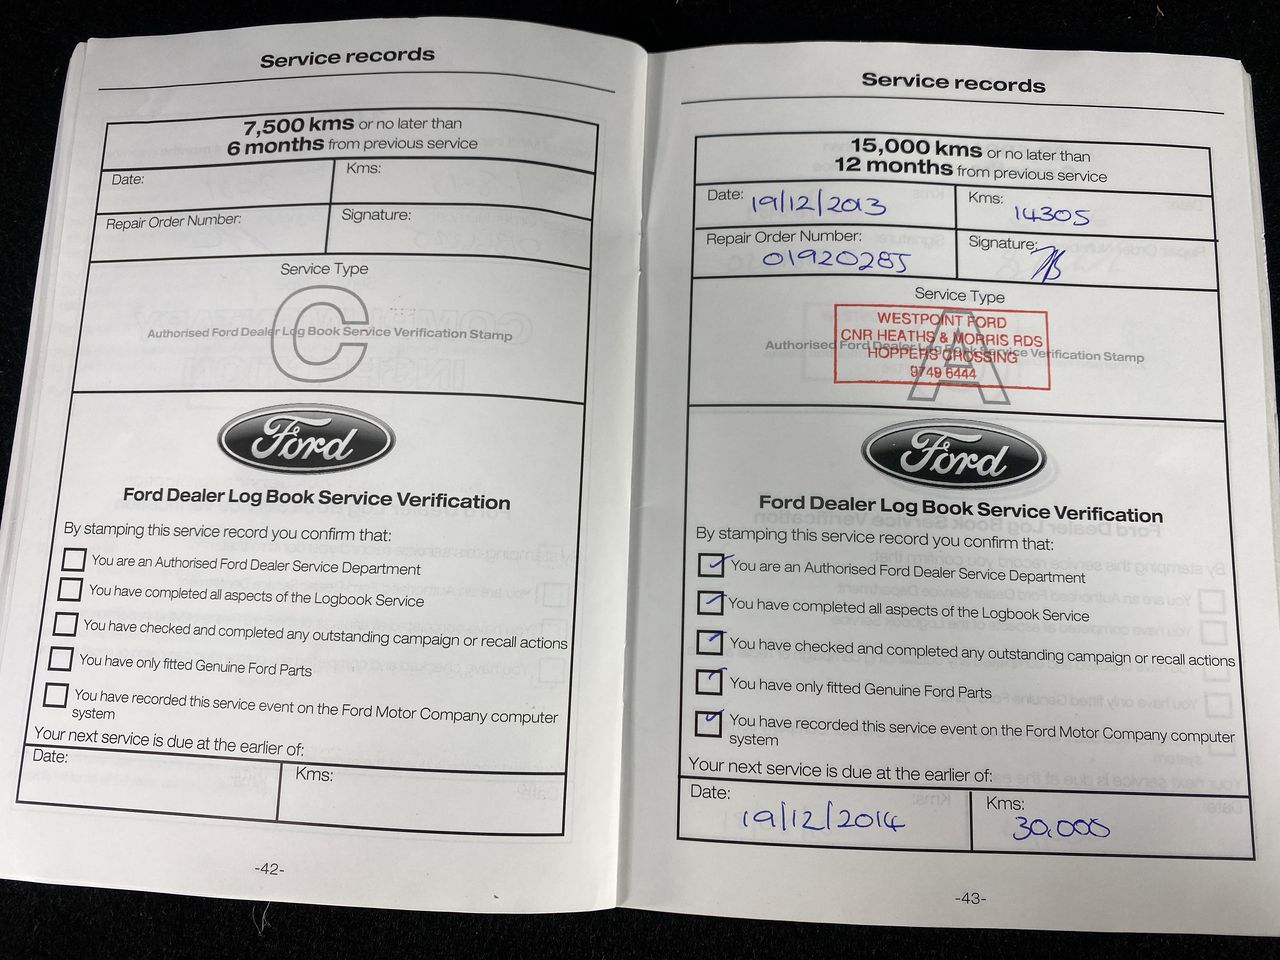 Service records
7,500 kms or no later than
6 months from previous service
Date:
Kms:
Repair Order Number:
Signature:
Service Type
C
Authorised Ford Dealer Log Book Service Verification Stamp
Ford
Ford Dealer Log Book Service Verification
By stamping this service record you confirm that:
You are an Authorised Ford Dealer Service Department
You have completed all aspects of the Logbook Service
You have checked and completed any outstanding campaign or recall actions
You have only fitted Genuine Ford Parts
You have recorded this service event on the Ford Motor Company computer
system
Your next service is due at the earlier of:
Date:
Kms:
-42-
Service records
15,000 kms or no later than
12 months from previous service
Date: 19/12/2013
Kms: 14305
Repair Order Number: 01920285
Signature:
Service Type
A
Authorised Ford Dealer Log Book Service Verification Stamp
WESTPOINT FORD
CNR HEATHS & MORRIS RDS
HOPPERS CROSSING
9749 6444
Ford
Ford Dealer Log Book Service Verification
By stamping this service record you confirm that:
You are an Authorised Ford Dealer Service Department
You have completed all aspects of the Logbook Service
You have checked and completed any outstanding campaign or recall actions
You have only fitted Genuine Ford Parts
You have recorded this service event on the Ford Motor Company computer
system
Your next service is due at the earlier of:
Date: 19/12/2014
Kms: 30.000
-43-